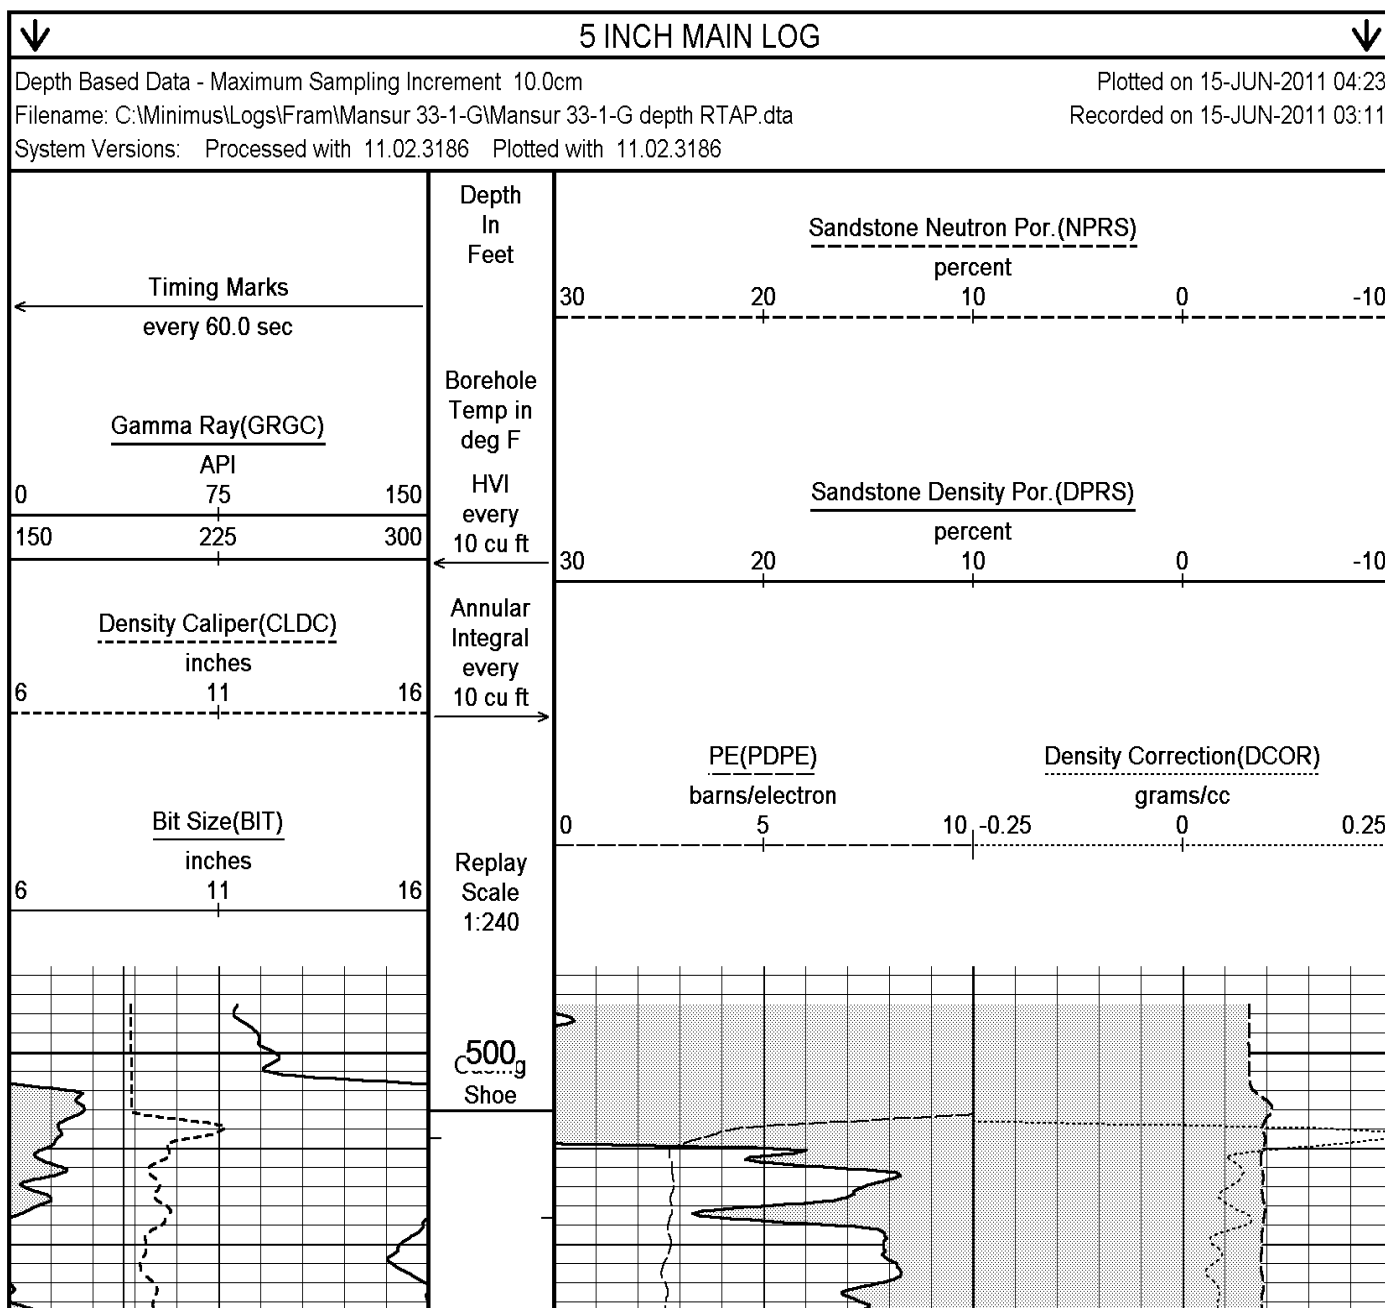 5 INCH MAIN LOG
Depth Based Data - Maximum Sampling Increment 10.0cm
Plotted on 15-JUN-2011 04:23
Filename: C:\Minimus\Logs\Fram\Mansur 33-1-G\Mansur 33-1-G depth RTAP.dta
Recorded on 15-JUN-2011 03:11
System Versions: Processed with 11.02.3186 Plotted with 11.02.3186
Timing Marks
every 60.0 sec
Gamma Ray(GRGC)
API
0 75 150
150 225 300
Density Caliper(CLDC)
inches
6 11 16
Bit Size(BIT)
inches
6 11 16
Depth
In
Feet
Borehole
Temp in
deg F
HVI
every
10 cu ft
Annular
Integral
every
10 cu ft
Replay
Scale
1:240
500
Casing
Shoe
Sandstone Neutron Por.(NPRS)
percent
30 20 10 0 -10
Sandstone Density Por.(DPRS)
percent
30 20 10 0 -10
PE(PDPE)
barns/electron
0 5 10
Density Correction(DCOR)
grams/cc
-0.25 0 0.25